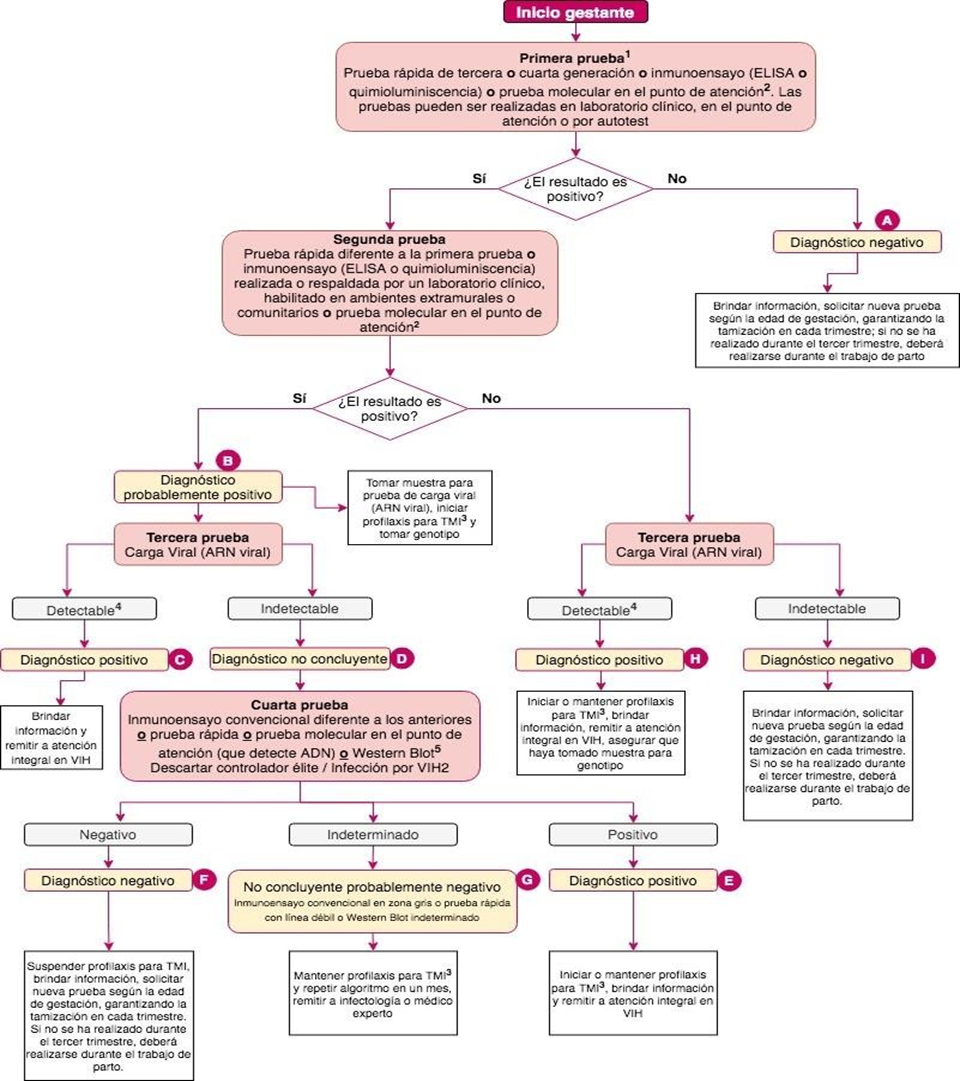 Inicio gestante
Primera prueba¹
Prueba rápida de tercera o cuarta generación o inmunoensayo (ELISA o
quimioluminiscencia) o prueba molecular en el punto de atención². Las
pruebas pueden ser realizadas en laboratorio clínico, en el punto de
atención o por autotest
¿El resultado es
positivo?
Sí
No
A
Diagnóstico negativo
Brindar información, solicitar nueva prueba
según la edad de gestación, garantizando la
tamización en cada trimestre; si no se ha
realizado durante el tercer trimestre, deberá
realizarse durante el trabajo de parto
Segunda prueba
Prueba rápida diferente a la primera prueba o
inmunoensayo (ELISA o quimioluminiscencia)
realizada o respaldada por un laboratorio clínico,
habilitado en ambientes extramurales o
comunitarios o prueba molecular en el punto de
atención²
¿El resultado es
positivo?
Sí
No
B
Diagnóstico
probablemente positivo
Tomar muestra para
prueba de carga viral
(ARN viral), iniciar
profilaxis para TMI³ y
tomar genotipo
Tercera prueba
Carga Viral (ARN viral)
Tercera prueba
Carga Viral (ARN viral)
Detectable⁴
Indetectable
Detectable⁴
Indetectable
Diagnóstico positivo
C
Diagnóstico no concluyente
D
Diagnóstico positivo
H
Diagnóstico negativo
I
Brindar
información y
remitir a atención
integral en VIH
Cuarta prueba
Inmunoensayo convencional diferente a los anteriores
o prueba rápida o prueba molecular en el punto de
atención (que detecte ADN) o Western Blot⁵
Descartar controlador élite / Infección por VIH2
Iniciar o mantener profilaxis
para TMI³, brindar
información, remitir a atención
integral en VIH, asegurar que
haya tomado muestra para
genotipo
Brindar información, solicitar
nueva prueba según la edad
de gestación, garantizando la
tamización en cada trimestre.
Si no se ha realizado durante
el tercer trimestre, deberá
realizarse durante el trabajo de
parto.
Negativo
Indeterminado
Positivo
Diagnóstico negativo
F
No concluyente probablemente negativo
Inmunoensayo convencional en zona gris o prueba rápida
con línea débil o Western Blot indeterminado
G
Diagnóstico positivo
E
Suspender profilaxis para TMI,
brindar información, solicitar
nueva prueba según la edad
de gestación, garantizando la
tamización en cada trimestre.
Si no se ha realizado durante
el tercer trimestre, deberá
realizarse durante el trabajo de
parto.
Mantener profilaxis para TMI³
y repetir algoritmo en un mes,
remitir a infectología o médico
experto
Iniciar o mantener profilaxis
para TMI³, brindar información
y remitir a atención integral en
VIH